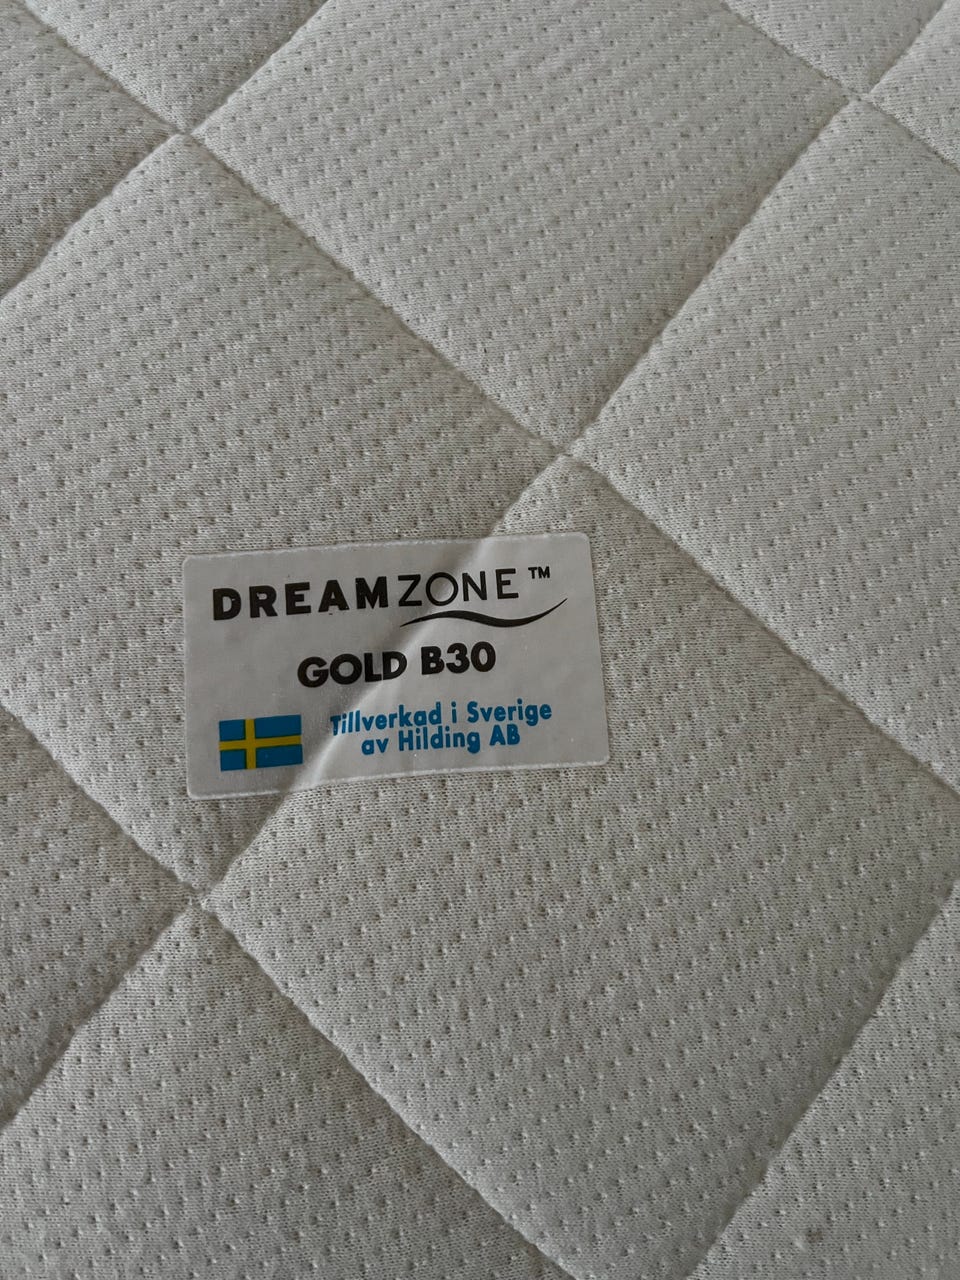 DREAMZONE™
GOLD B30
Tillverkad i Sverige
av Hilding AB